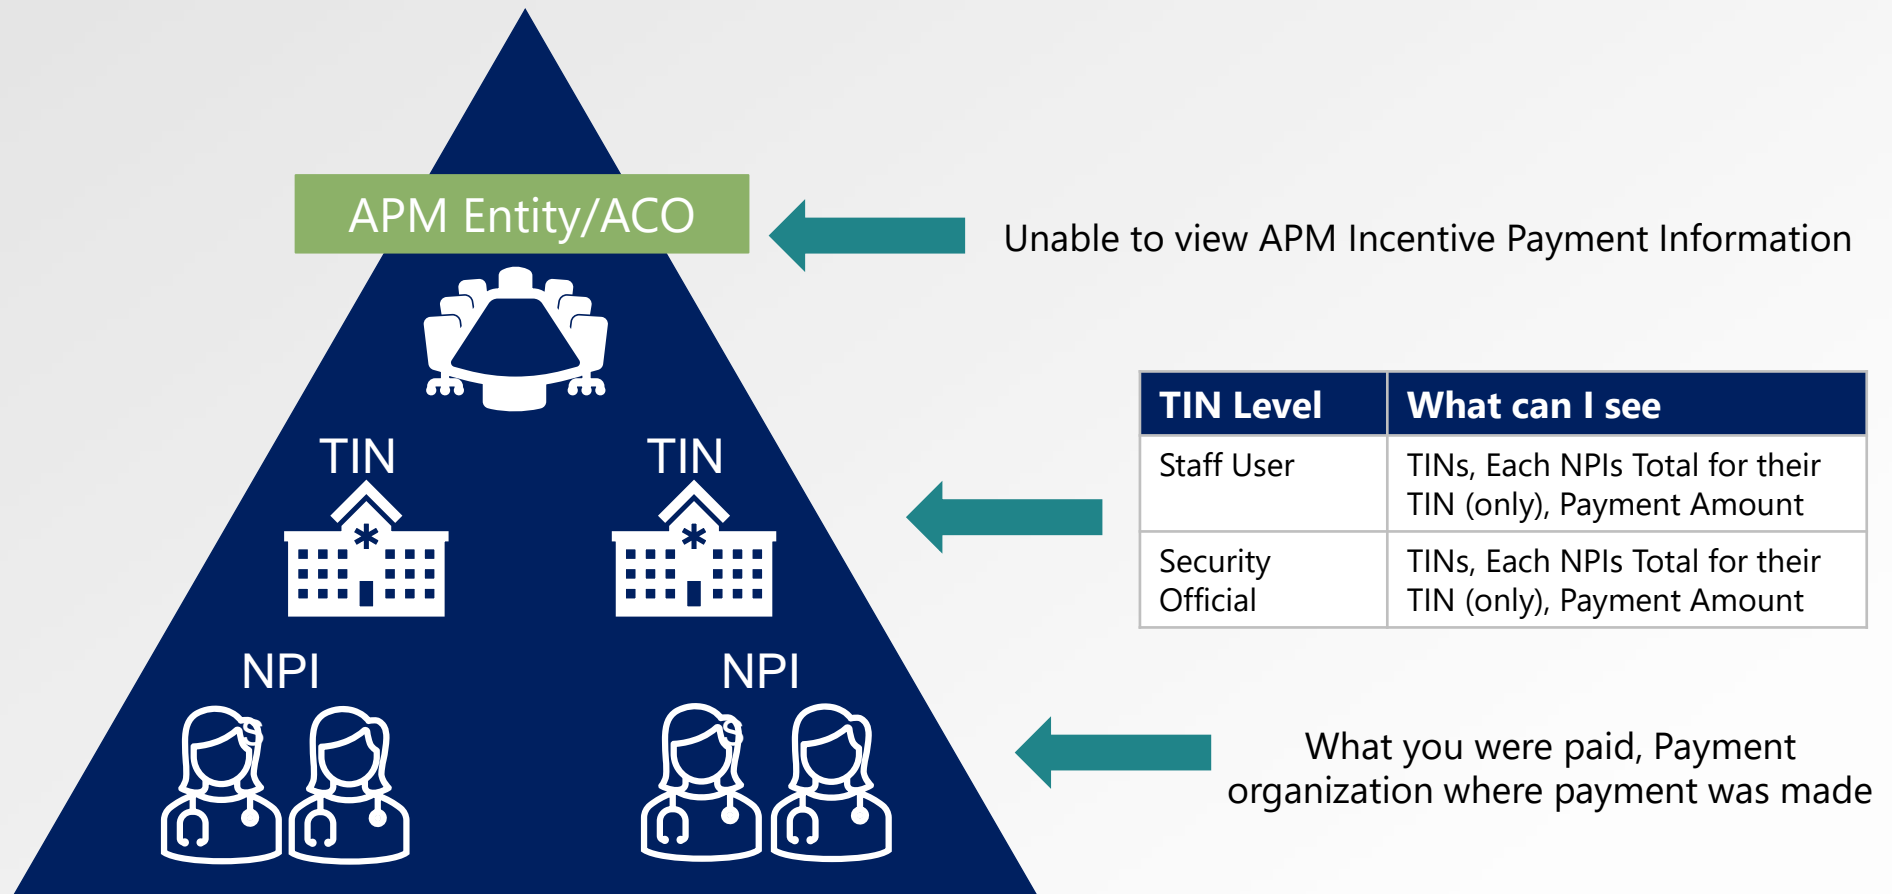 APM Entity/ACO
Unable to view APM Incentive Payment Information
TIN
TIN
TIN Level
What can I see
Staff User
TINs, Each NPIs Total for their
TIN (only), Payment Amount
Security
Official
TINs, Each NPIs Total for their
TIN (only), Payment Amount
NPI
NPI
What you were paid, Payment
organization where payment was made